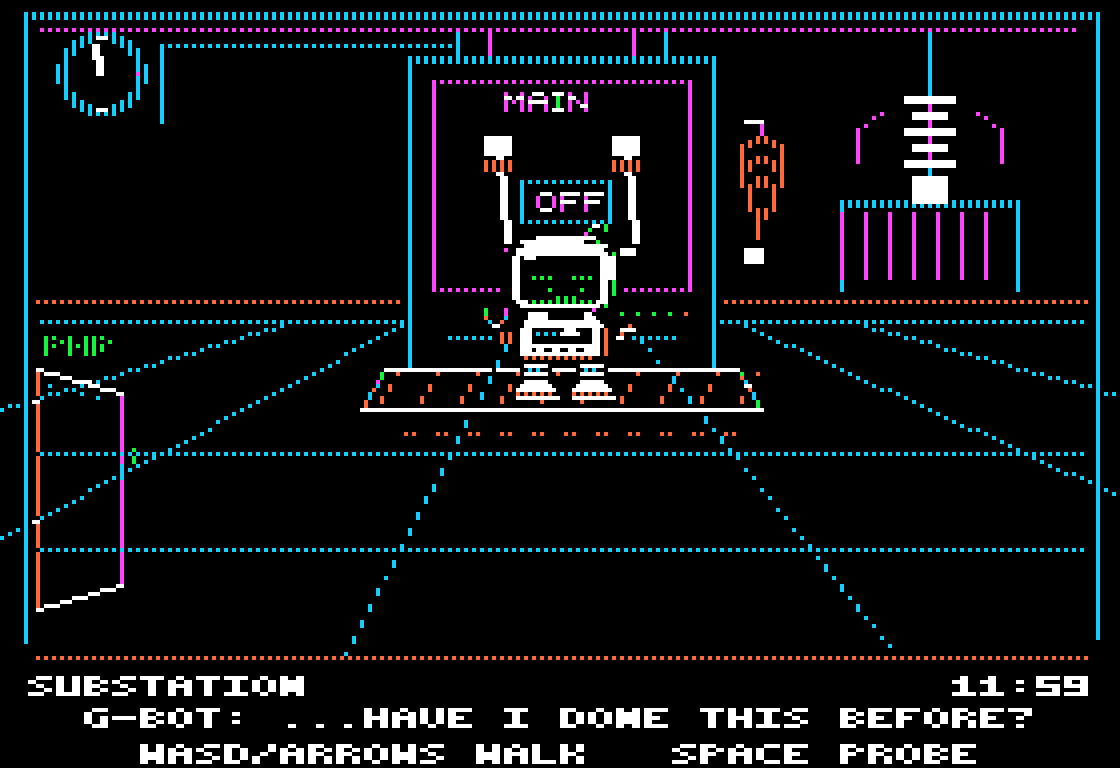 MAIN
OFF
SUBSTATION 11:59
G-BOT: ...HAVE I DONE THIS BEFORE?
WASD/ARROWS WALK SPACE PROBE